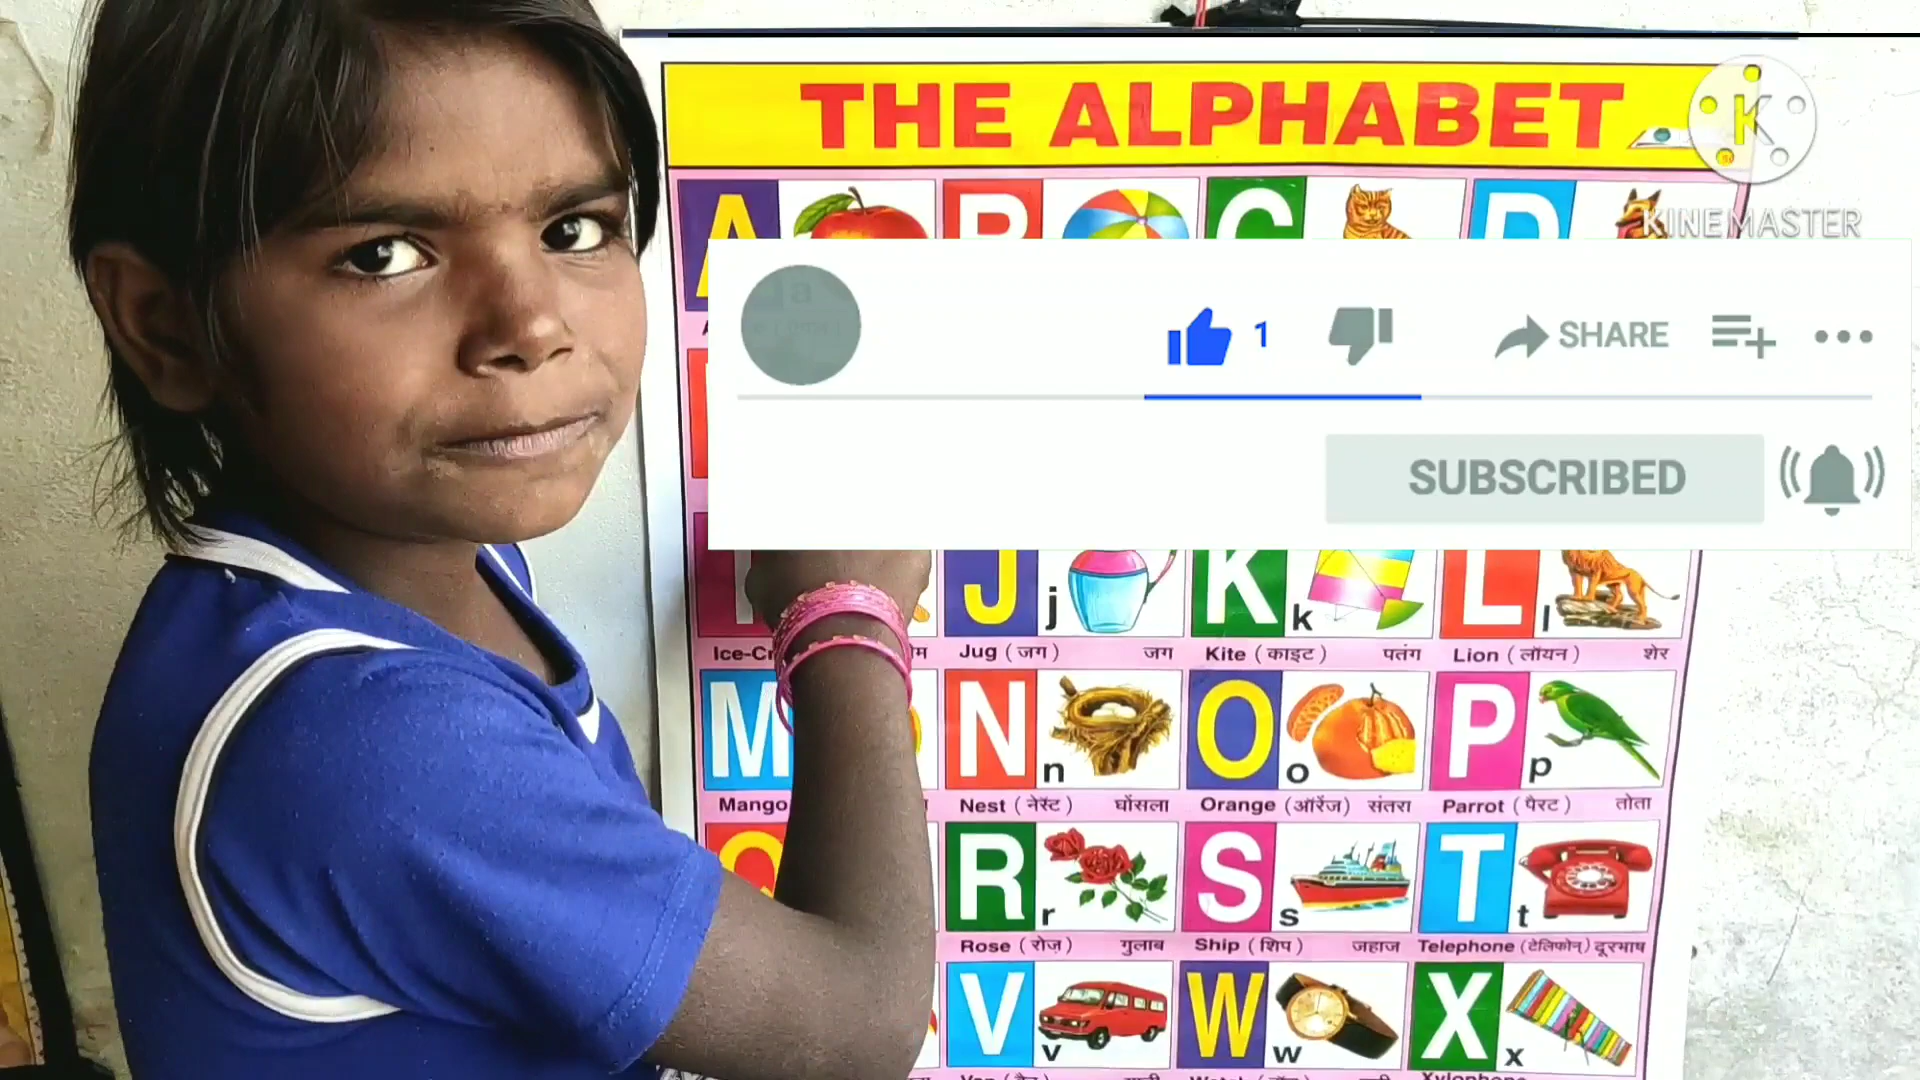 THE ALPHABET
K
KINEMASTER
A B C D
1
SHARE
SUBSCRIBED
J j K k L l
Jug (जग) जग Kite (काइट) पतंग Lion (लॉयन) शेर
M N n O o P p
Mango Nest (नेस्ट) घोंसला Orange (ऑरेंज) संतरा Parrot (पैरट) तोता
R r S s T t
Rose (रोज़) गुलाब Ship (शिप) जहाज Telephone (टेलिफोन) दूरभाष
V v W w X x